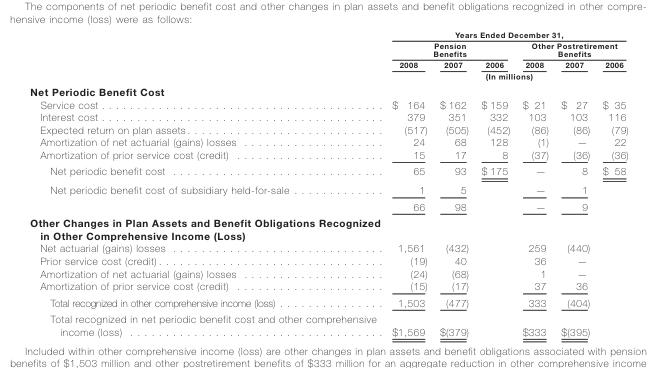 The components of net periodic benefit cost and other changes in plan assets and benefit obligations recognized in other compre-
hensive income (loss) were as follows:
Years Ended December 31,
Pension Benefits Other Postretirement Benefits
2008 2007 2006 2008 2007 2006
(In millions)
Net Periodic Benefit Cost
Service cost . . . . . $ 164 $ 162 $ 159 $ 21 $ 27 $ 35
Interest cost . . . . . 379 351 332 103 103 116
Expected return on plan assets . . . . . (517) (505) (452) (86) (86) (79)
Amortization of net actuarial (gains) losses . . . . . 24 68 128 (1) — 22
Amortization of prior service cost (credit) . . . . . 15 17 8 (37) (36) (36)
Net periodic benefit cost . . . . . 65 93 $ 175 — 8 $ 58
Net periodic benefit cost of subsidiary held-for-sale . . . . . 1 5 — 1
66 98 — 9
Other Changes in Plan Assets and Benefit Obligations Recognized
in Other Comprehensive Income (Loss)
Net actuarial (gains) losses . . . . . 1,561 (432) 259 (440)
Prior service cost (credit) . . . . . (19) 40 36 —
Amortization of net actuarial (gains) losses . . . . . (24) (68) 1 —
Amortization of prior service cost (credit) . . . . . (15) (17) 37 36
Total recognized in other comprehensive income (loss) . . . . . 1,503 (477) 333 (404)
Total recognized in net periodic benefit cost and other comprehensive
income (loss) . . . . . $1,569 $(379) $333 $(395)
Included within other comprehensive income (loss) are other changes in plan assets and benefit obligations associated with pension
benefits of $1,503 million and other postretirement benefits of $333 million for an aggregate reduction in other comprehensive income